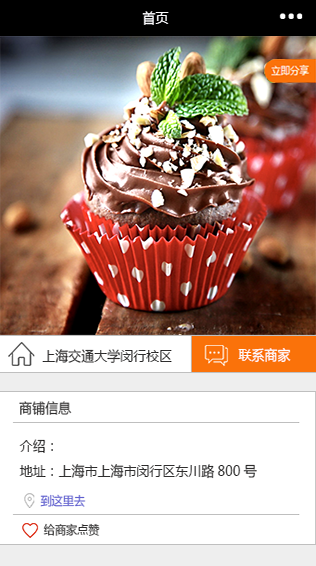 首页
立即分享
上海交通大学闵行校区
联系商家
商铺信息
介绍：
地址：上海市上海市闵行区东川路 800 号
到这里去
给商家点赞